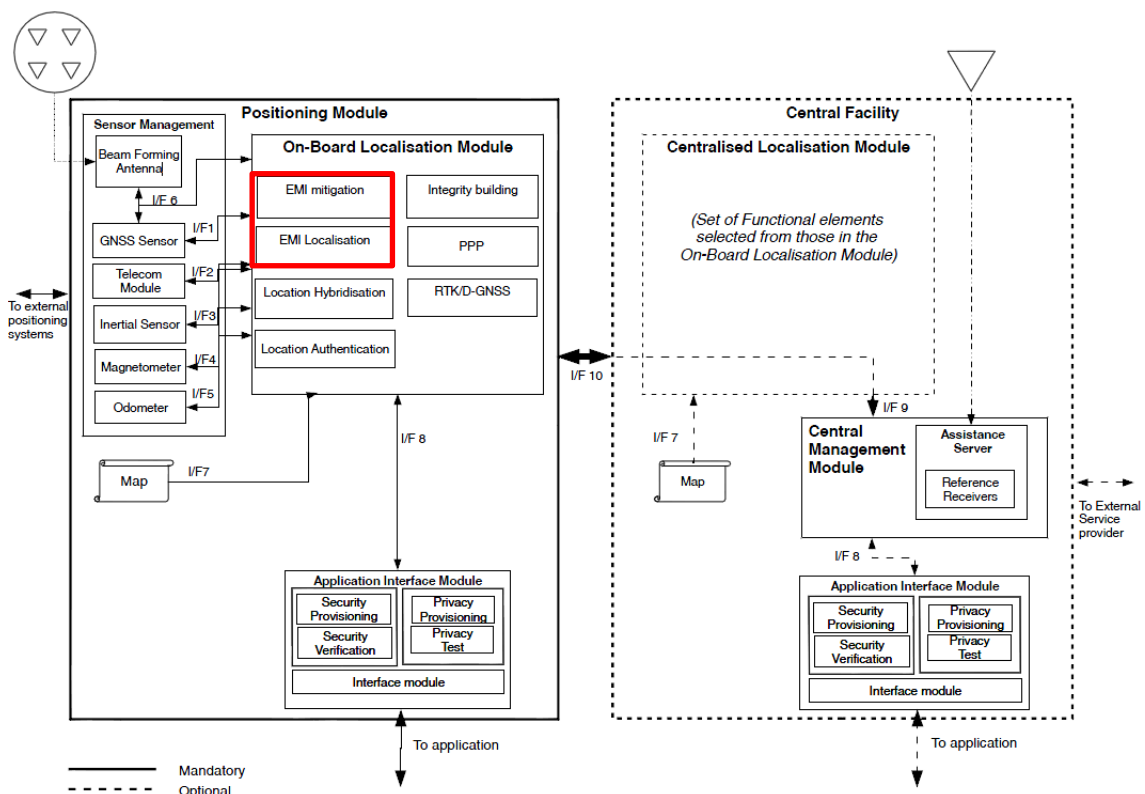 Positioning Module
Sensor Management
Beam Forming
Antenna
I/F 6
GNSS Sensor
I/F1
Telecom
Module
I/F2
Inertial Sensor
I/F3
Magnetometer
I/F4
Odometer
I/F5
To external
positioning
systems
On-Board Localisation Module
EMI mitigation
Integrity building
EMI Localisation
PPP
Location Hybridisation
RTK/D-GNSS
Location Authentication
Map
I/F7
I/F 8
Application Interface Module
Security
Provisioning
Security
Verification
Privacy
Provisioning
Privacy
Test
Interface module
To application
I/F 10
Central Facility
Centralised Localisation Module
(Set of Functional elements
selected from those in the
On-Board Localisation Module)
I/F 9
I/F 7
Map
Central
Management
Module
Assistance
Server
Reference
Receivers
To External
Service
provider
I/F 8
Application Interface Module
Security
Provisioning
Security
Verification
Privacy
Provisioning
Privacy
Test
Interface module
To application
Mandatory
Optional